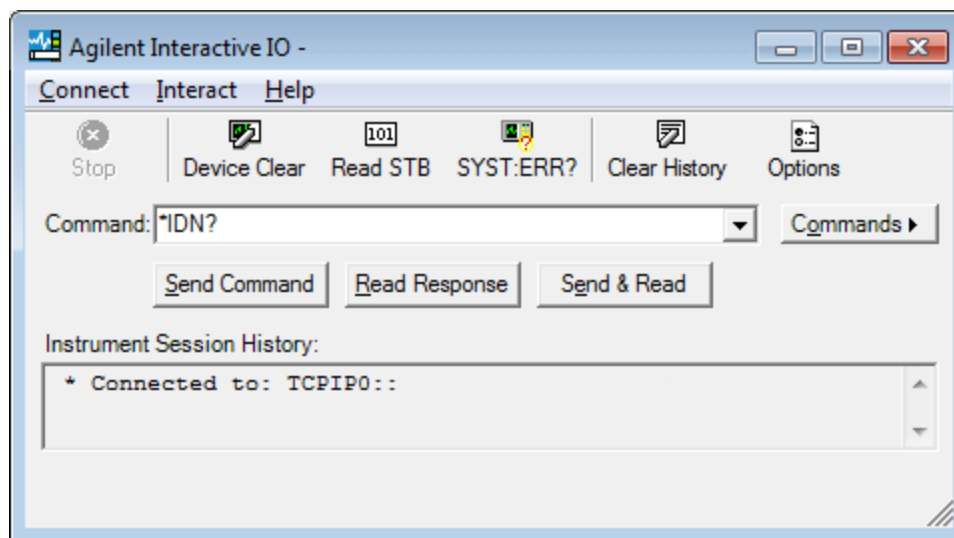 Agilent Interactive IO -
Connect Interact Help
Stop Device Clear 101 Read STB SYST:ERR? Clear History Options
Command: *IDN? Commands
Send Command Read Response Send & Read
Instrument Session History:
* Connected to: TCPIP0::